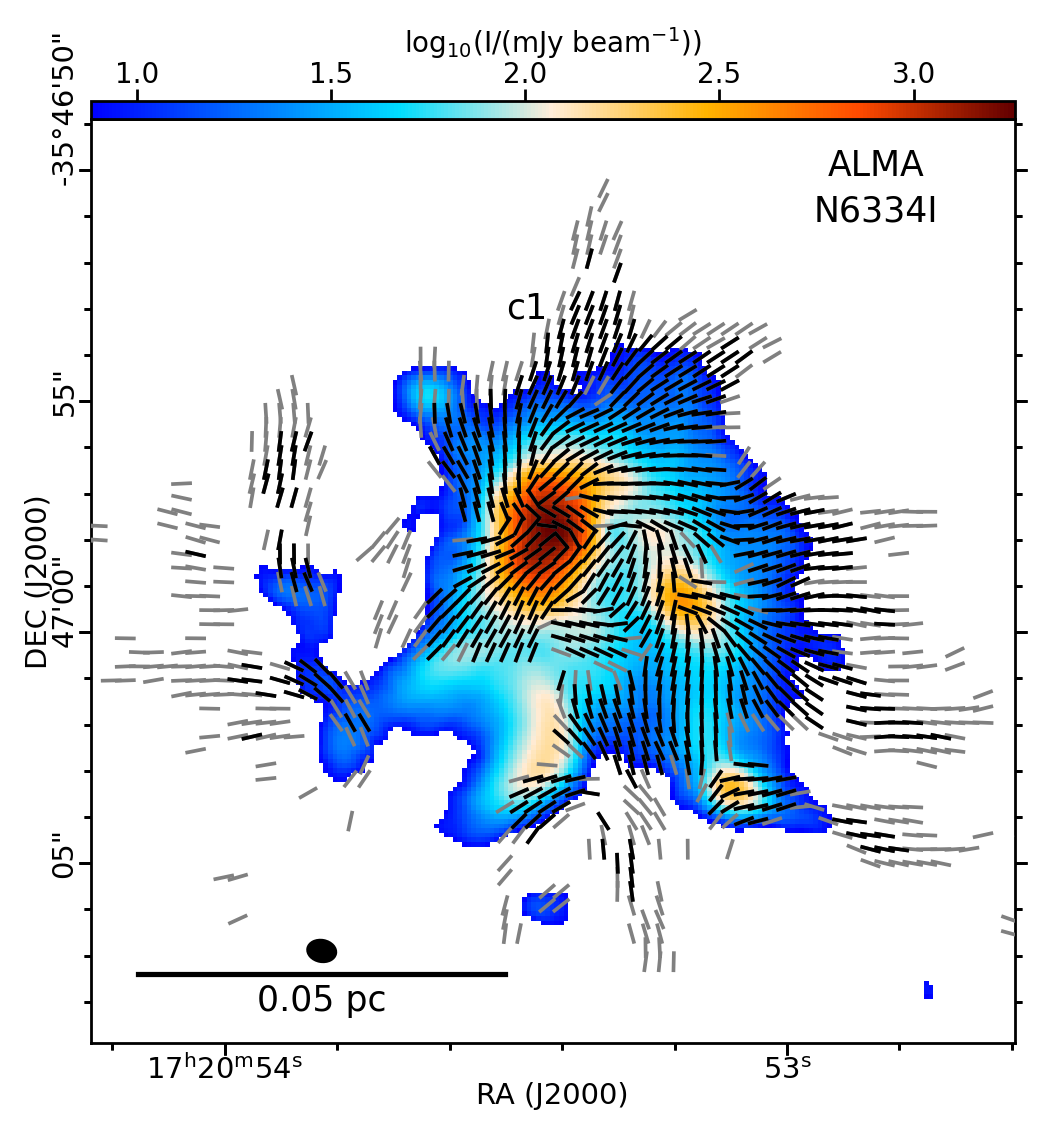 log₁₀(I/(mJy beam⁻¹))
1.0 1.5 2.0 2.5 3.0
ALMA
N6334I
c1
-35°46'50"
55"
47'00"
05"
DEC (J2000)
0.05 pc
17ʰ20ᵐ54ˢ 53ˢ
RA (J2000)